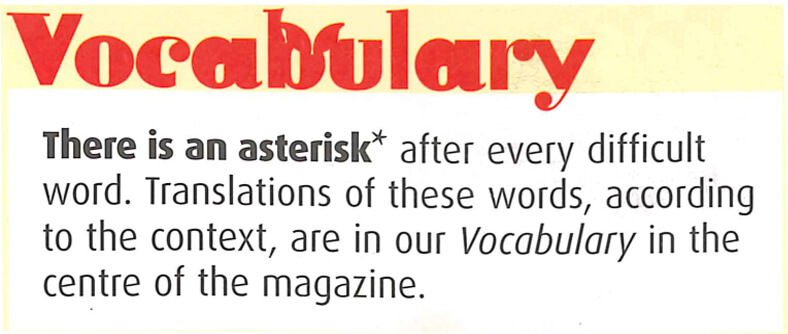 Vocabulary
There is an asterisk* after every difficult
word. Translations of these words, according
to the context, are in our Vocabulary in the
centre of the magazine.